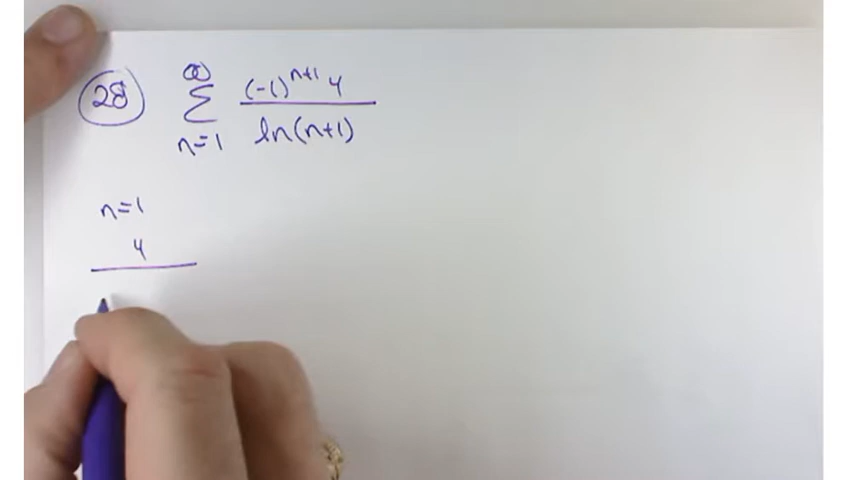 28 ∞ Σ n=1 (-1)^{n+1} 4 / ln(n+1)
n=1
4